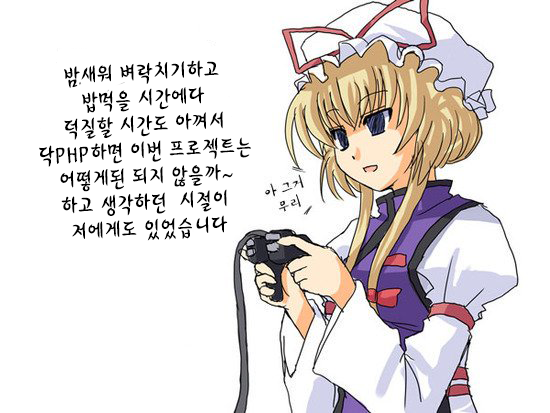 밤새워 벼락치기하고
밥먹을 시간에다
덕질할 시간도 아껴서
닥PHP하면 이번 프로젝트는
어떻게든 되지 않을까~
하고 생각하던 시절이
저에게도 있었습니다
아 그거
무리